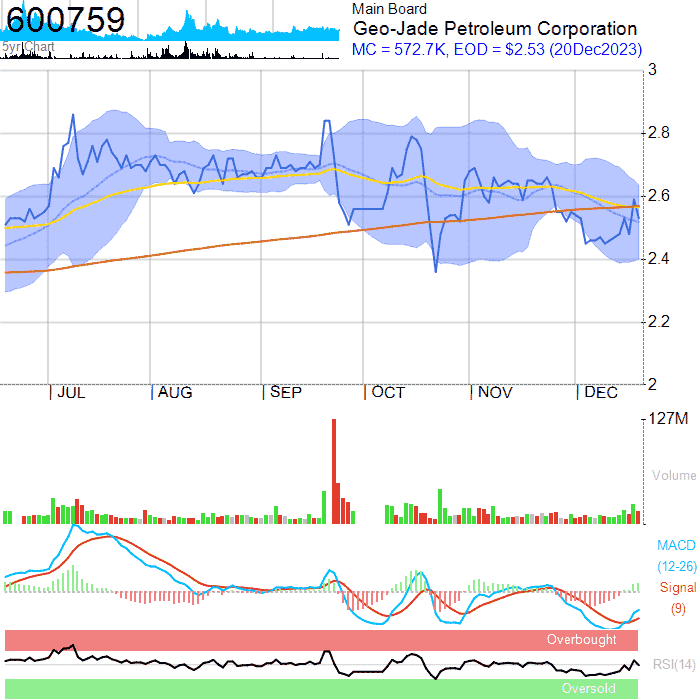 600759
5yr Chart
Main Board
Geo-Jade Petroleum Corporation
MC = 572.7K, EOD = $2.53 (20Dec2023)
3
2.8
2.6
2.4
2.2
2
JUL
AUG
SEP
OCT
NOV
DEC
127M
Volume
MACD
(12-26)
Signal
(9)
Overbought
RSI(14)
Oversold